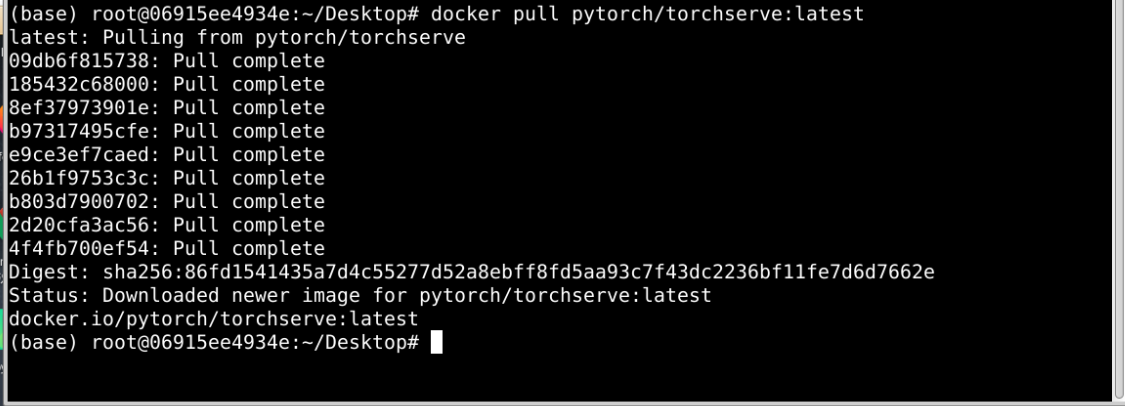 (base) root@06915ee4934e:~/Desktop# docker pull pytorch/torchserve:latest
latest: Pulling from pytorch/torchserve
09db6f815738: Pull complete
185432c68000: Pull complete
8ef37973901e: Pull complete
b97317495cfe: Pull complete
e9ce3ef7caed: Pull complete
26b1f9753c3c: Pull complete
b803d7900702: Pull complete
2d20cfa3ac56: Pull complete
4f4fb700ef54: Pull complete
Digest: sha256:86fd1541435a7d4c55277d52a8ebff8fd5aa93c7f43dc2236bf11fe7d6d7662e
Status: Downloaded newer image for pytorch/torchserve:latest
docker.io/pytorch/torchserve:latest
(base) root@06915ee4934e:~/Desktop#